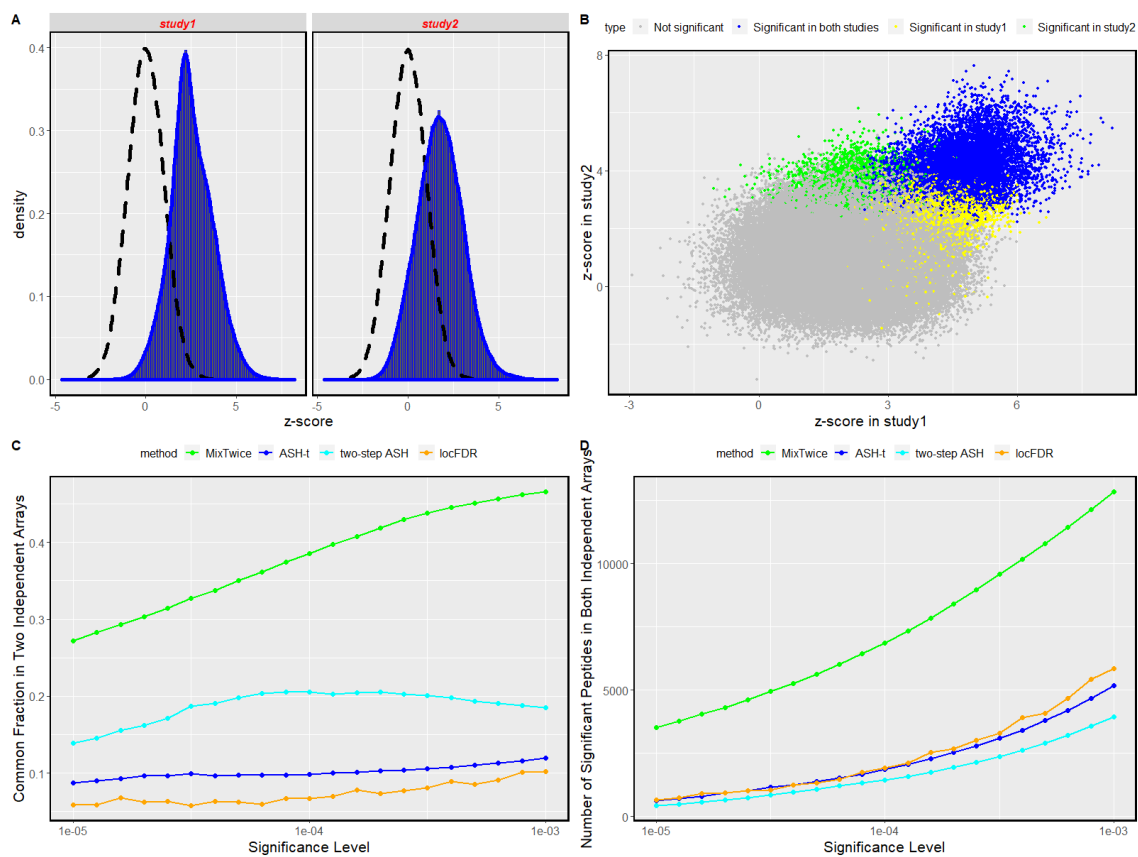 A
study1
study2
0.4
0.3
0.2
0.1
0.0
density
-5
0
5
-5
0
5
z-score
B
type
Not significant
Significant in both studies
Significant in study1
Significant in study2
8
4
0
z-score in study2
-3
0
3
6
z-score in study1
C
method
MixTwice
ASH-t
two-step ASH
locFDR
0.4
0.3
0.2
0.1
Common Fraction in Two Independent Arrays
1e-05
1e-04
1e-03
Significance Level
D
method
MixTwice
ASH-t
two-step ASH
locFDR
10000
5000
0
Number of Significant Peptides in Both Independent Arrays
1e-05
1e-04
1e-03
Significance Level